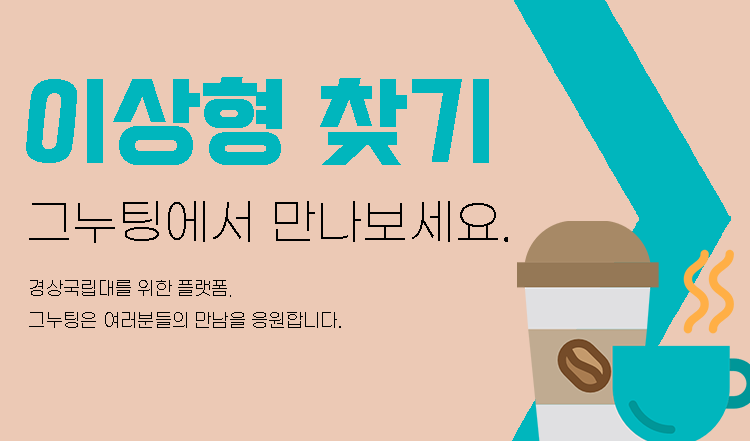 이상형 찾기
그누팅에서 만나보세요.
경상국립대를 위한 플랫폼.
그누팅은 여러분들의 만남을 응원합니다.